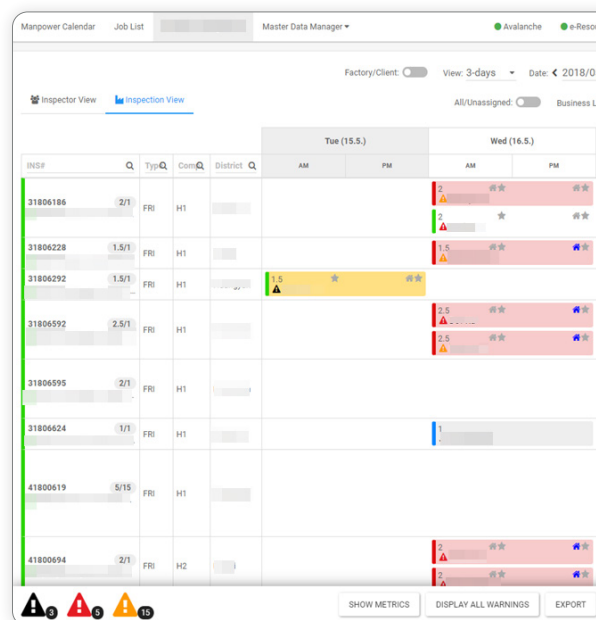 Manpower Calendar Job List Master Data Manager Avalanche e-Resou
Factory/Client: View: 3-days Date: 2018/0
Inspector View Inspection View All/Unassigned: Business L
Tue (15.5.) Wed (16.5.)
INS# Type Comp District AM PM AM PM
31806186 2/1 FRI H1 2
2
31806228 1.5/1 FRI H1 1.5
31806292 1.5/1 FRI H1 1.5
31806592 2.5/1 FRI H1 2.5
2.5
31806595 2/1 FRI H1
31806624 1/1 FRI H1 1
41800619 5/15 FRI H1
41800694 2/1 FRI H2 2
2
3 5 15 SHOW METRICS DISPLAY ALL WARNINGS EXPORT